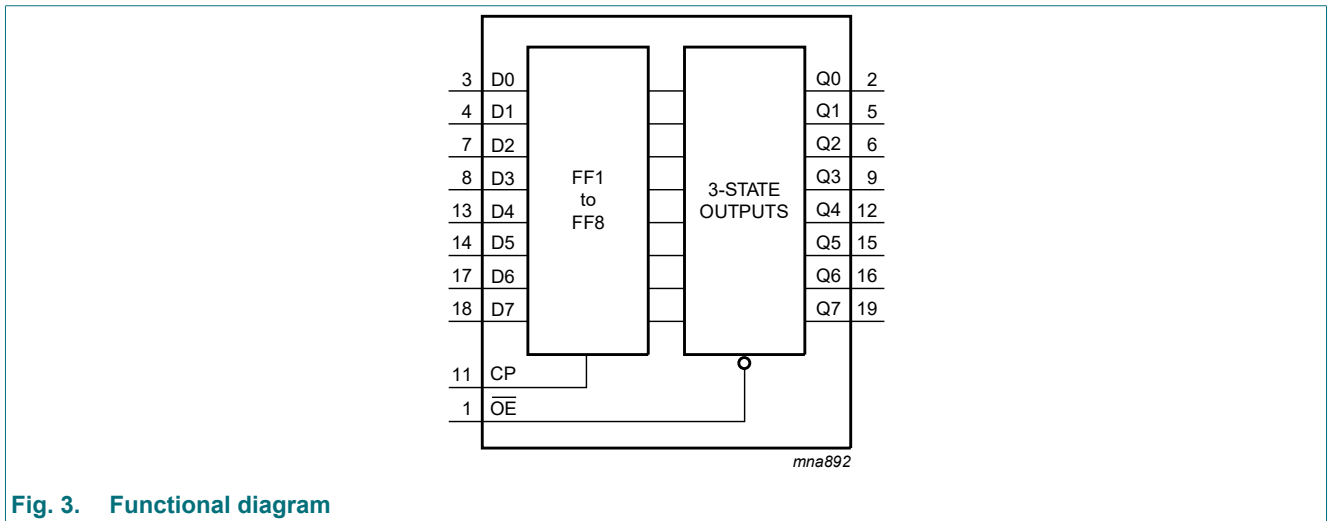 3 D0 Q0 2
4 D1 Q1 5
7 D2 Q2 6
8 D3 Q3 9
13 D4 Q4 12
14 D5 Q5 15
17 D6 Q6 16
18 D7 Q7 19
FF1
to
FF8
3-STATE
OUTPUTS
11 CP
1 O̅E̅
mna892
Fig. 3. Functional diagram